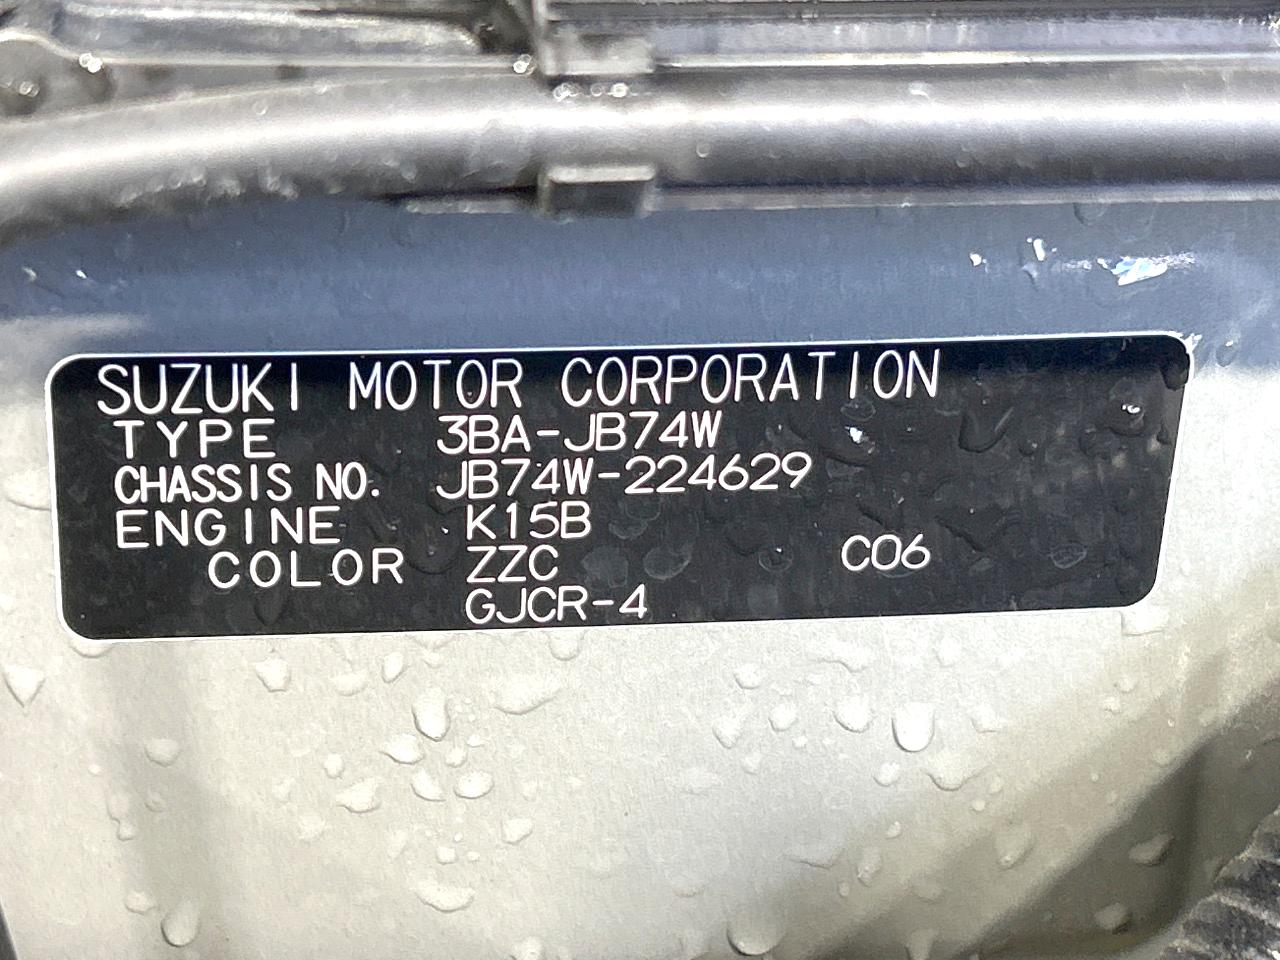 SUZUKI MOTOR CORPORATION
TYPE 3BA-JB74W
CHASSIS NO. JB74W-224629
ENGINE K15B
COLOR ZZC C06
GJCR-4